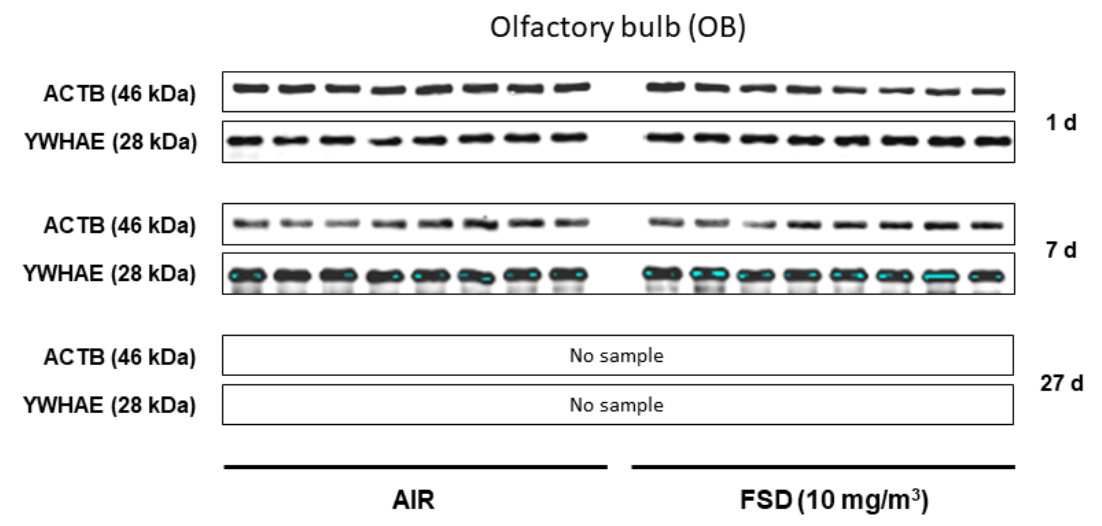 Olfactory bulb (OB)
ACTB (46 kDa)
YWHAE (28 kDa)
1 d
ACTB (46 kDa)
YWHAE (28 kDa)
7 d
ACTB (46 kDa)
No sample
YWHAE (28 kDa)
No sample
27 d
AIR
FSD (10 mg/m³)